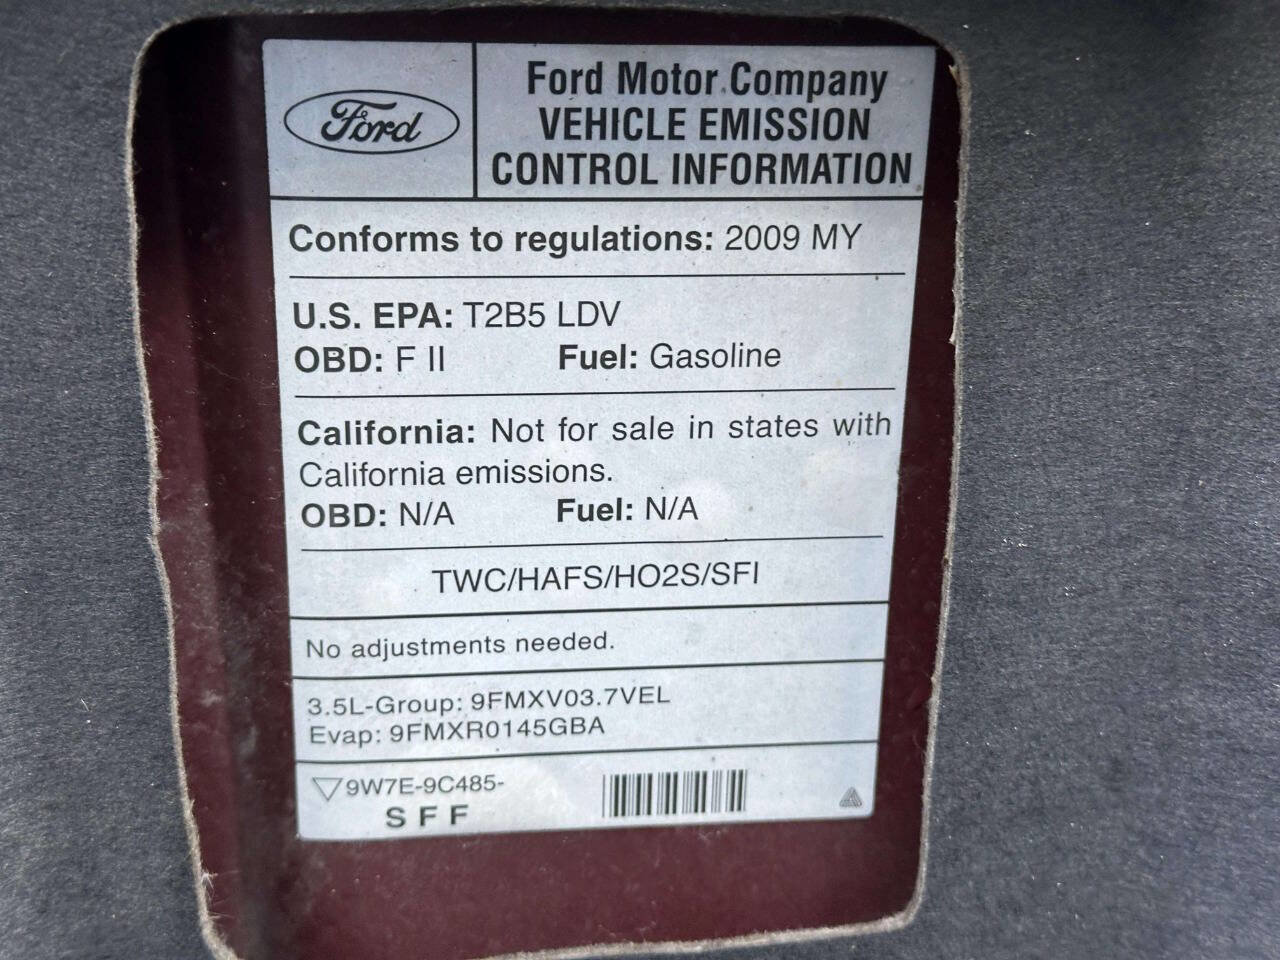 Ford
Ford Motor Company
VEHICLE EMISSION
CONTROL INFORMATION
Conforms to regulations: 2009 MY
U.S. EPA: T2B5 LDV
OBD: F II Fuel: Gasoline
California: Not for sale in states with
California emissions.
OBD: N/A Fuel: N/A
TWC/HAFS/HO2S/SFI
No adjustments needed.
3.5L-Group: 9FMXV03.7VEL
Evap: 9FMXR0145GBA
9W7E-9C485-
SFF